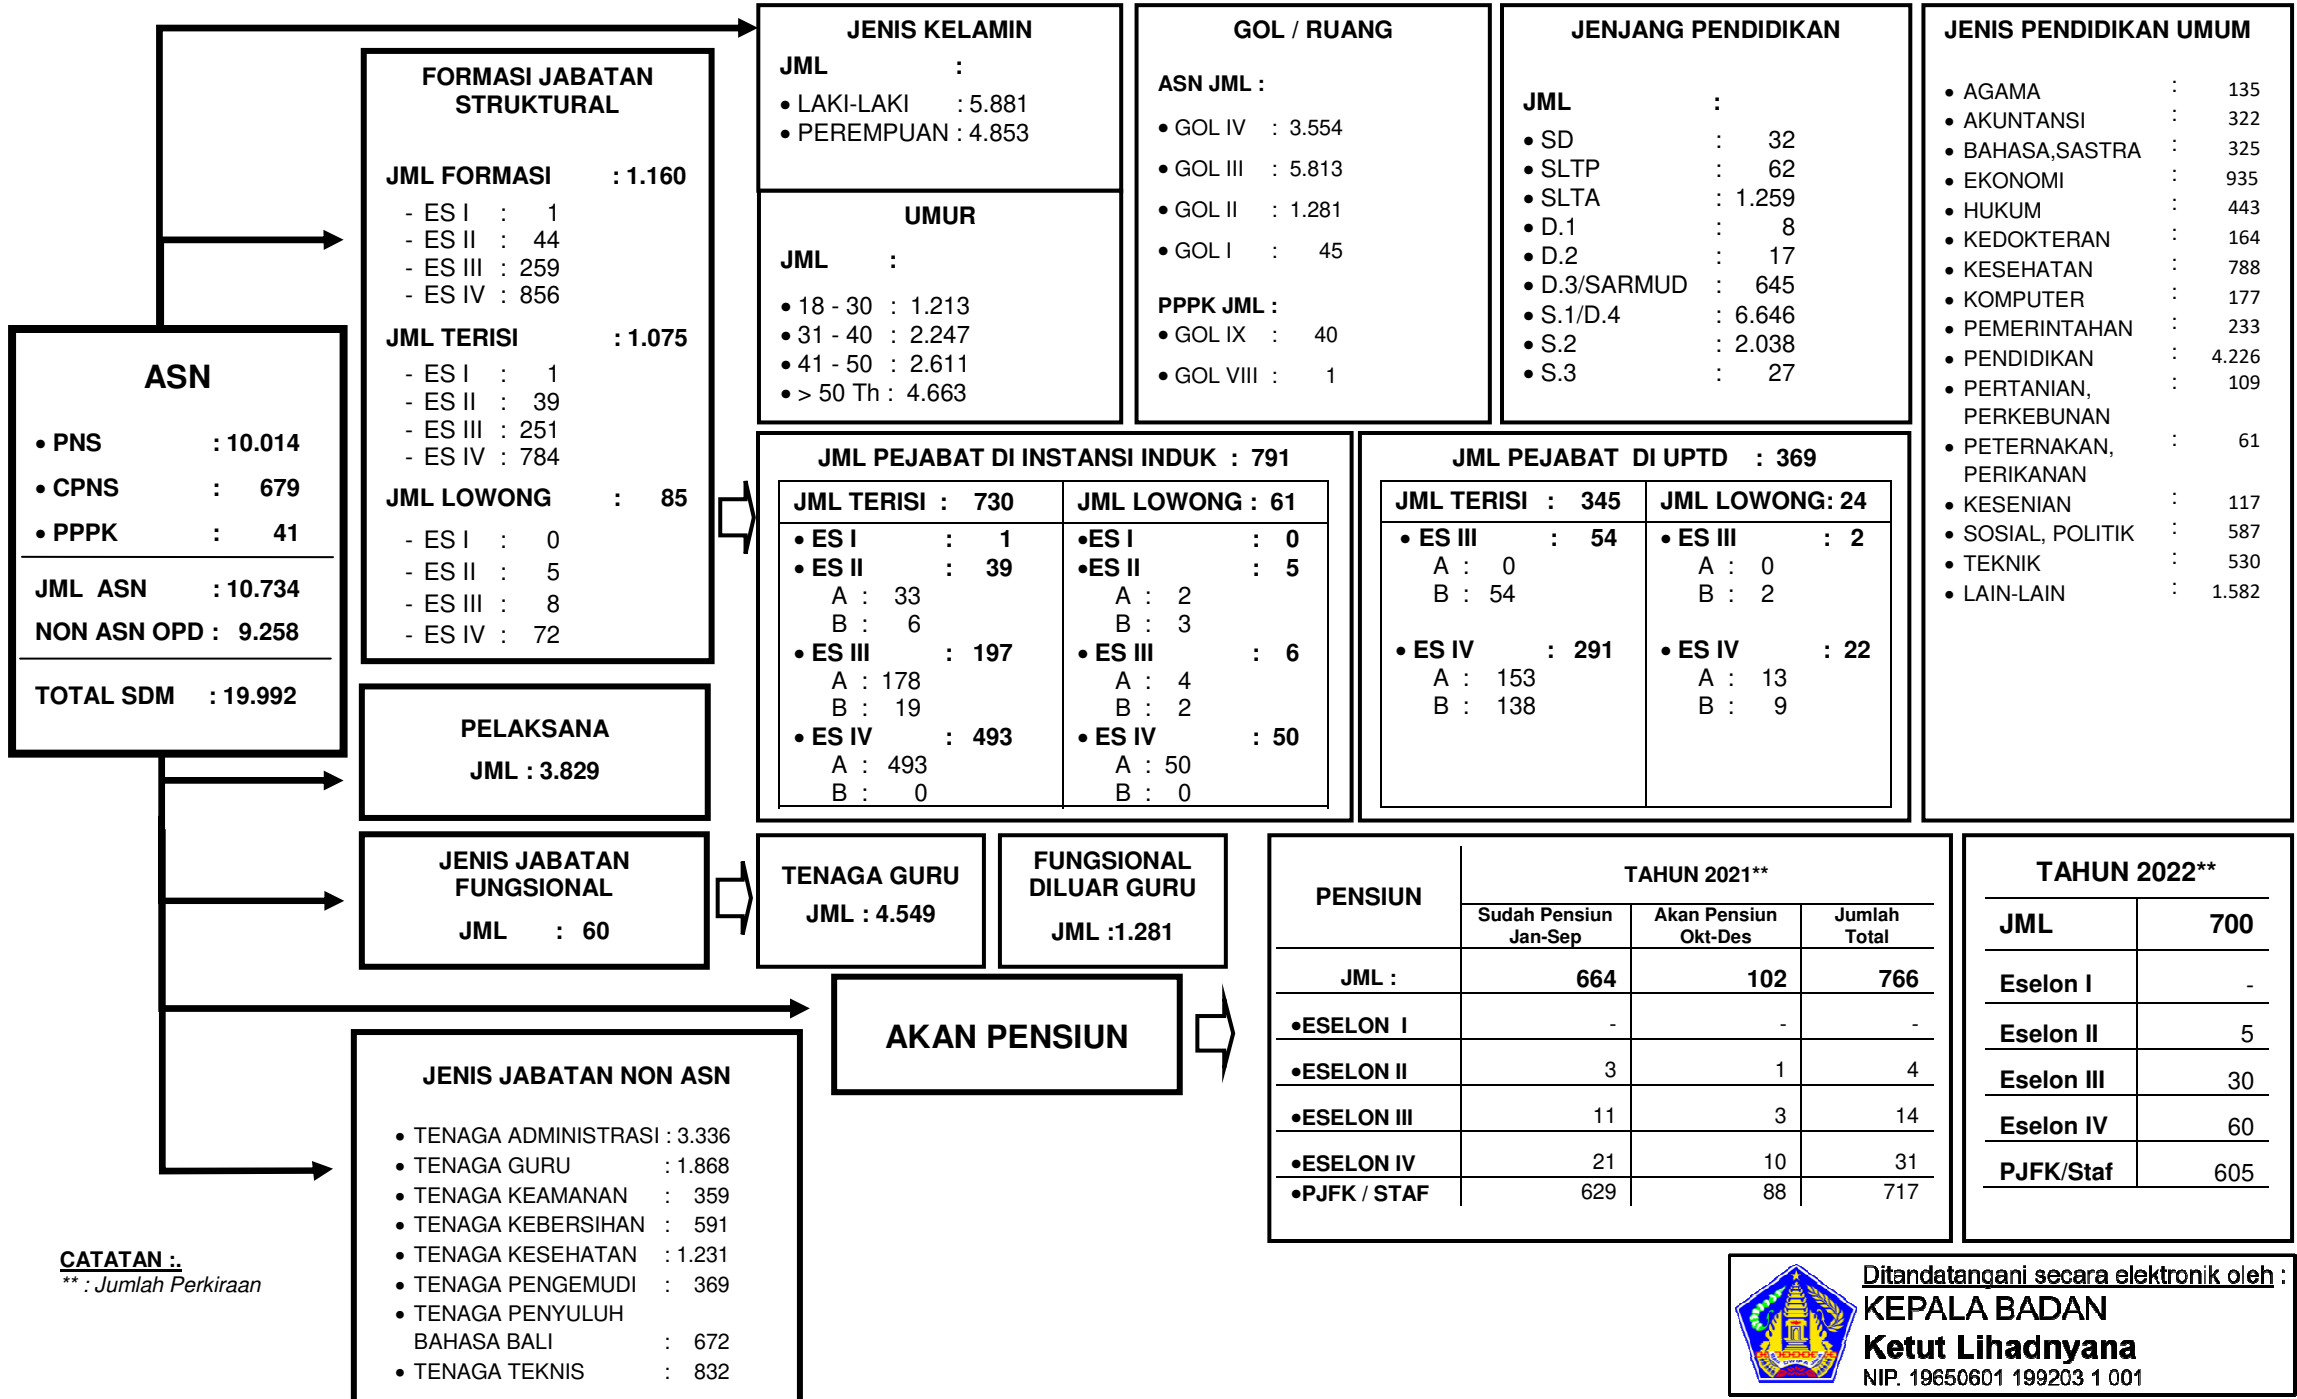 ASN
• PNS : 10.014
• CPNS : 679
• PPPK : 41
JML ASN : 10.734
NON ASN OPD : 9.258
TOTAL SDM : 19.992
FORMASI JABATAN
STRUKTURAL
JML FORMASI : 1.160
- ES I : 1
- ES II : 44
- ES III : 259
- ES IV : 856
JML TERISI : 1.075
- ES I : 1
- ES II : 39
- ES III : 251
- ES IV : 784
JML LOWONG : 85
- ES I : 0
- ES II : 5
- ES III : 8
- ES IV : 72
PELAKSANA
JML : 3.829
JENIS JABATAN
FUNGSIONAL
JML : 60
JENIS JABATAN NON ASN
• TENAGA ADMINISTRASI : 3.336
• TENAGA GURU : 1.868
• TENAGA KEAMANAN : 359
• TENAGA KEBERSIHAN : 591
• TENAGA KESEHATAN : 1.231
• TENAGA PENGEMUDI : 369
• TENAGA PENYULUH
BAHASA BALI : 672
• TENAGA TEKNIS : 832
JENIS KELAMIN
JML :
• LAKI-LAKI : 5.881
• PEREMPUAN : 4.853
UMUR
JML :
• 18 - 30 : 1.213
• 31 - 40 : 2.247
• 41 - 50 : 2.611
• > 50 Th : 4.663
GOL / RUANG
ASN JML :
• GOL IV : 3.554
• GOL III : 5.813
• GOL II : 1.281
• GOL I : 45
PPPK JML :
• GOL IX : 40
• GOL VIII : 1
JENJANG PENDIDIKAN
JML :
• SD : 32
• SLTP : 62
• SLTA : 1.259
• D.1 : 8
• D.2 : 17
• D.3/SARMUD : 645
• S.1/D.4 : 6.646
• S.2 : 2.038
• S.3 : 27
JENIS PENDIDIKAN UMUM
• AGAMA : 135
• AKUNTANSI : 322
• BAHASA,SASTRA : 325
• EKONOMI : 935
• HUKUM : 443
• KEDOKTERAN : 164
• KESEHATAN : 788
• KOMPUTER : 177
• PEMERINTAHAN : 233
• PENDIDIKAN : 4.226
• PERTANIAN, : 109
PERKEBUNAN
• PETERNAKAN, : 61
PERIKANAN
• KESENIAN : 117
• SOSIAL, POLITIK : 587
• TEKNIK : 530
• LAIN-LAIN : 1.582
JML PEJABAT DI INSTANSI INDUK : 791
JML TERISI : 730
• ES I : 1
• ES II : 39
A : 33
B : 6
• ES III : 197
A : 178
B : 19
• ES IV : 493
A : 493
B : 0
JML LOWONG : 61
•ES I : 0
•ES II : 5
A : 2
B : 3
• ES III : 6
A : 4
B : 2
• ES IV : 50
A : 50
B : 0
JML PEJABAT DI UPTD : 369
JML TERISI : 345
• ES III : 54
A : 0
B : 54
• ES IV : 291
A : 153
B : 138
JML LOWONG: 24
• ES III : 2
A : 0
B : 2
• ES IV : 22
A : 13
B : 9
TENAGA GURU
JML : 4.549
FUNGSIONAL
DILUAR GURU
JML :1.281
AKAN PENSIUN
PENSIUN TAHUN 2021**
Sudah Pensiun Akan Pensiun Jumlah
Jan-Sep Okt-Des Total
JML : 664 102 766
•ESELON I - - -
•ESELON II 3 1 4
•ESELON III 11 3 14
•ESELON IV 21 10 31
•PJFK / STAF 629 88 717
TAHUN 2022**
JML 700
Eselon I -
Eselon II 5
Eselon III 30
Eselon IV 60
PJFK/Staf 605
CATATAN :.
** : Jumlah Perkiraan
Ditandatangani secara elektronik oleh :
KEPALA BADAN
Ketut Lihadnyana
NIP. 19650601 199203 1 001